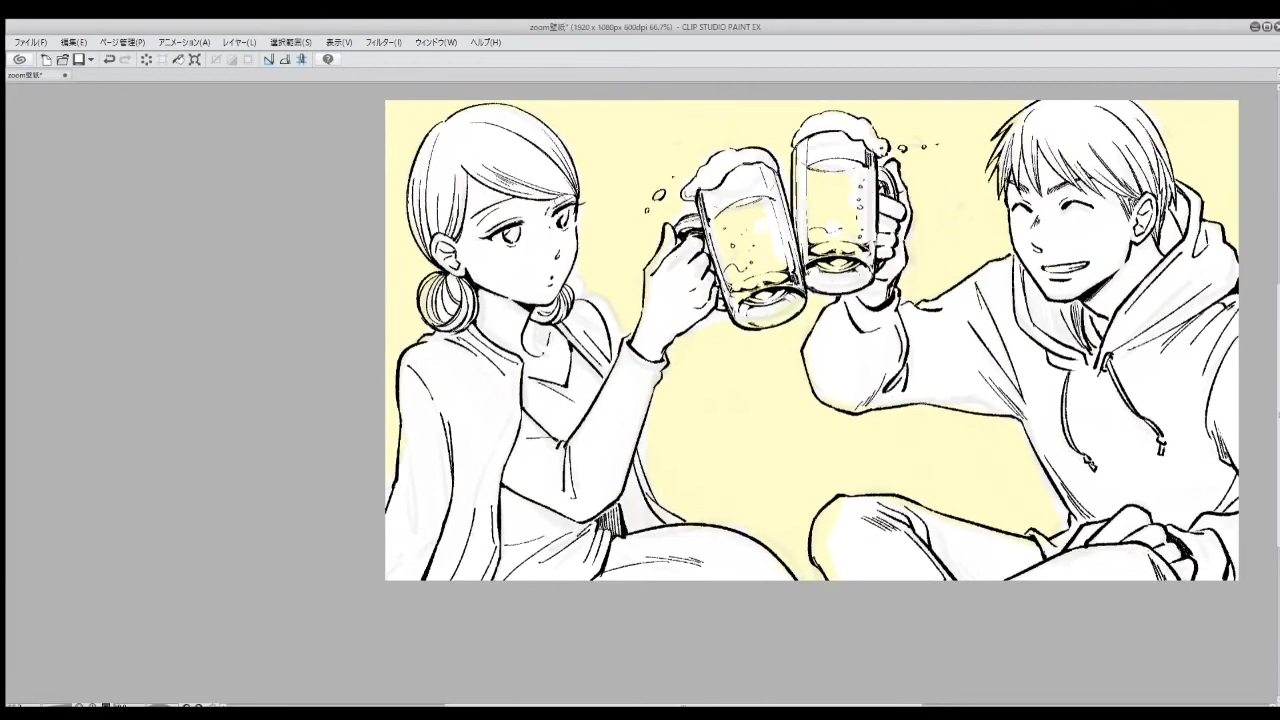 zoom壁紙* (1920 x 1080px 600dpi 66.7%) - CLIP STUDIO PAINT EX
ファイル(F) 編集(E) ページ管理(P) アニメーション(A) レイヤー(L) 選択範囲(S) 表示(V) フィルター(I) ウィンドウ(W) ヘルプ(H)
zoom壁紙*